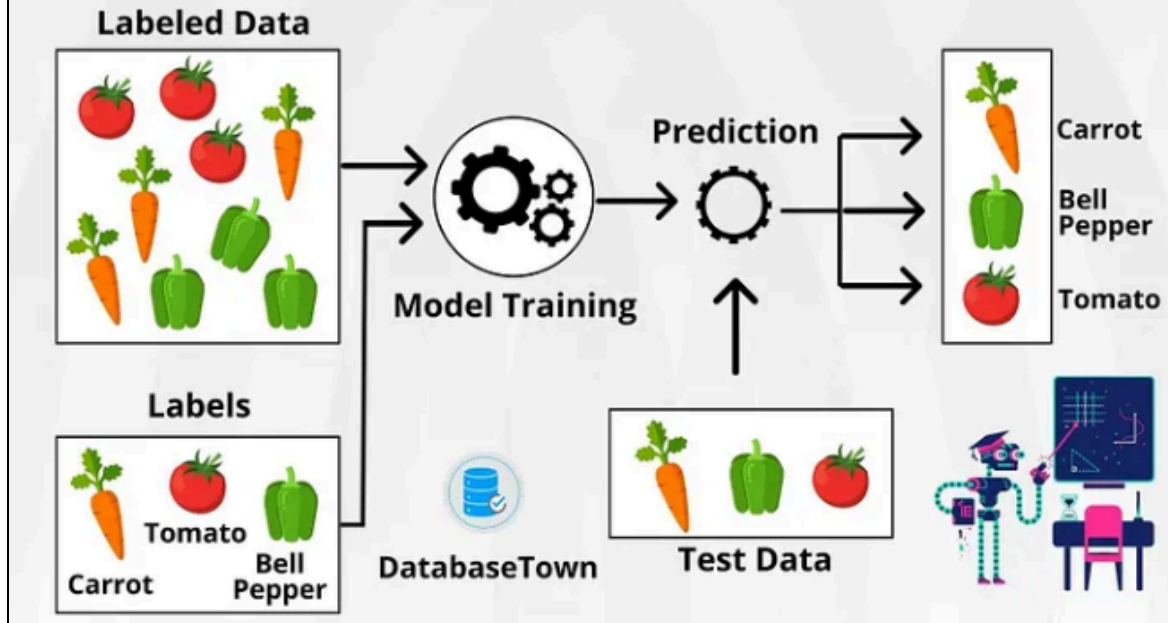 Labeled Data
Prediction
Carrot
Bell
Pepper
Tomato
Model Training
Labels
Carrot
Tomato
Bell
Pepper
DatabaseTown
Test Data